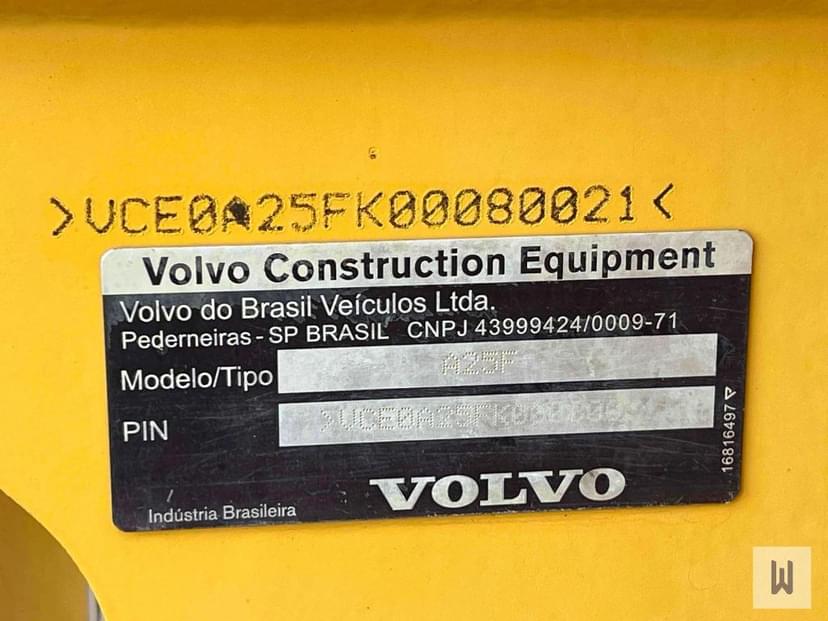 >VCE0A25FK00080021<
Volvo Construction Equipment
Volvo do Brasil Veículos Ltda.
Pederneiras - SP BRASIL CNPJ 43999424/0009-71
Modelo/Tipo A25F
PIN
16816497
VOLVO
Indústria Brasileira
W